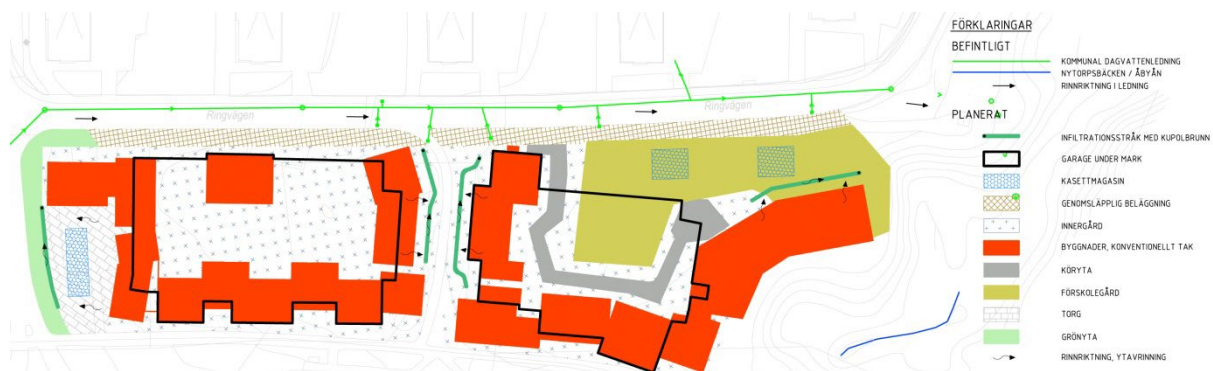 Ringvägen
Ringvägen
FÖRKLARINGAR
BEFINTLIGT
KOMMUNAL DAGVATTENLEDNING
NYTORPSBÄCKEN / ÅBYÅN
RINNRIKTNING I LEDNING
PLANERAT
INFILTRATIONSSTRÅK MED KUPOLBRUNN
GARAGE UNDER MARK
KASETTMAGASIN
GENOMSLÄPPLIG BELÄGGNING
INNERGÅRD
BYGGNADER, KONVENTIONELLT TAK
KÖRYTA
FÖRSKOLEGÅRD
TORG
GRÖNYTA
RINNRIKTNING, YTAVRINNING